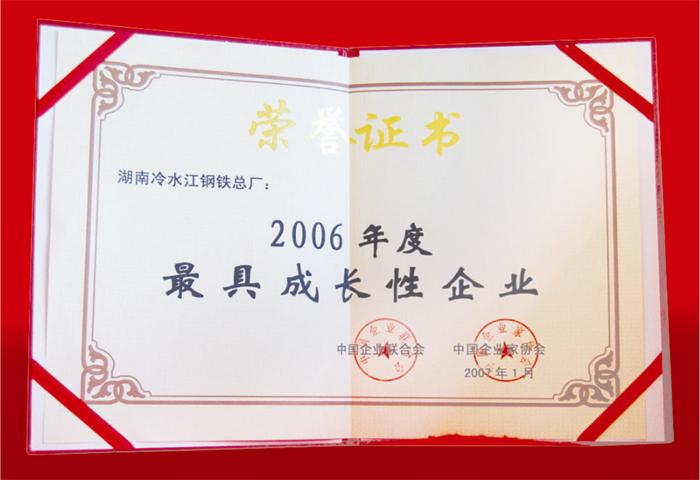 荣誉证书
湖南冷水江钢铁总厂：
2006年度
最具成长性企业
中国企业联合会 中国企业家协会
2007年1月